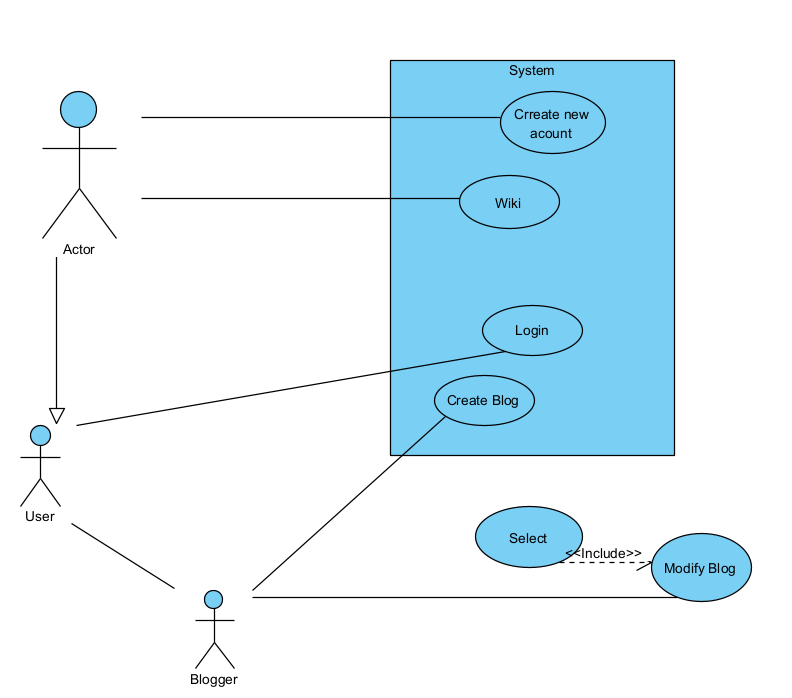 System
Crreate new
acount
Wiki
Actor
Login
Create Blog
User
Select
<<Include>>
Modify Blog
Blogger